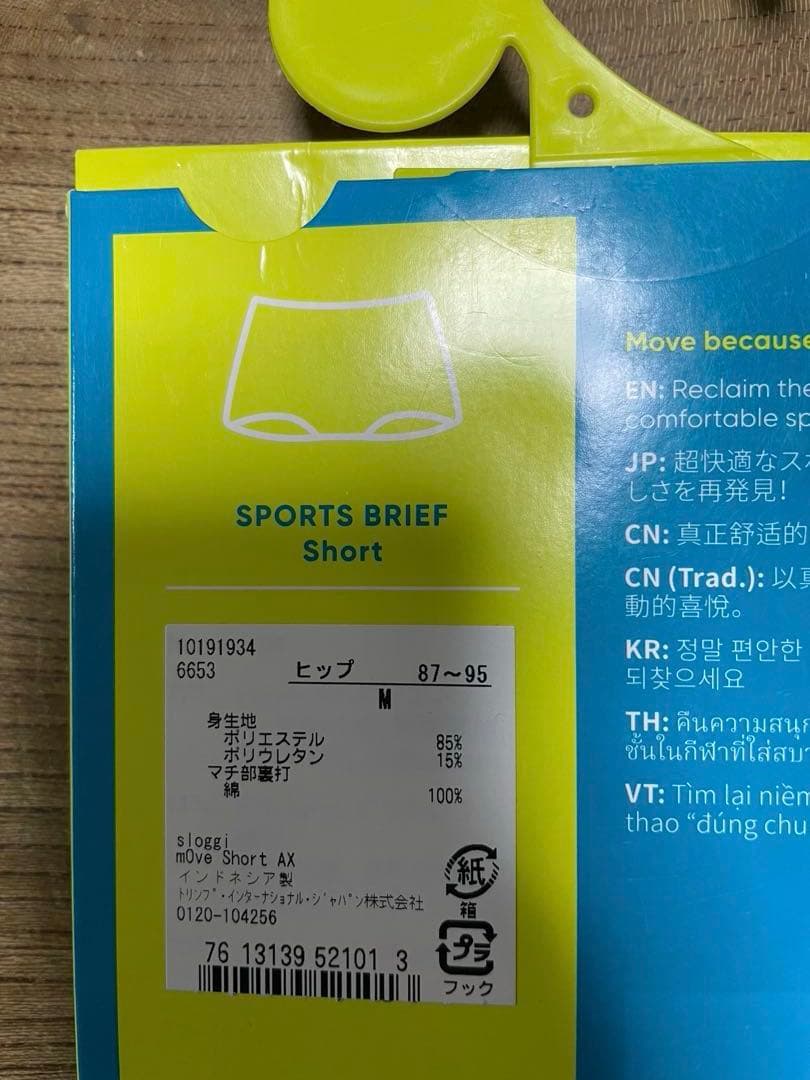 SPORTS BRIEF
Short
10191934
6653 ヒップ 87～95
M
身生地
ポリエステル 85%
ポリウレタン 15%
マチ部裏打
綿 100%
sloggi
mOve Short AX
インドネシア製
トリンプ・インターナショナル・ジャパン株式会社
0120-104256
紙
箱
プラ
フック
76 13139 52101 3
Move because
EN: Reclaim the
comfortable sp
JP: 超快適なスポ
しさを再発見！
CN: 真正舒适的
CN (Trad.): 以真
動的喜悅。
KR: 정말 편안한
되찾으세요
TH: คืนความสนุก
ชั้นในกีฬาที่ใส่สบา
VT: Tìm lại niềm
thao “đúng chu